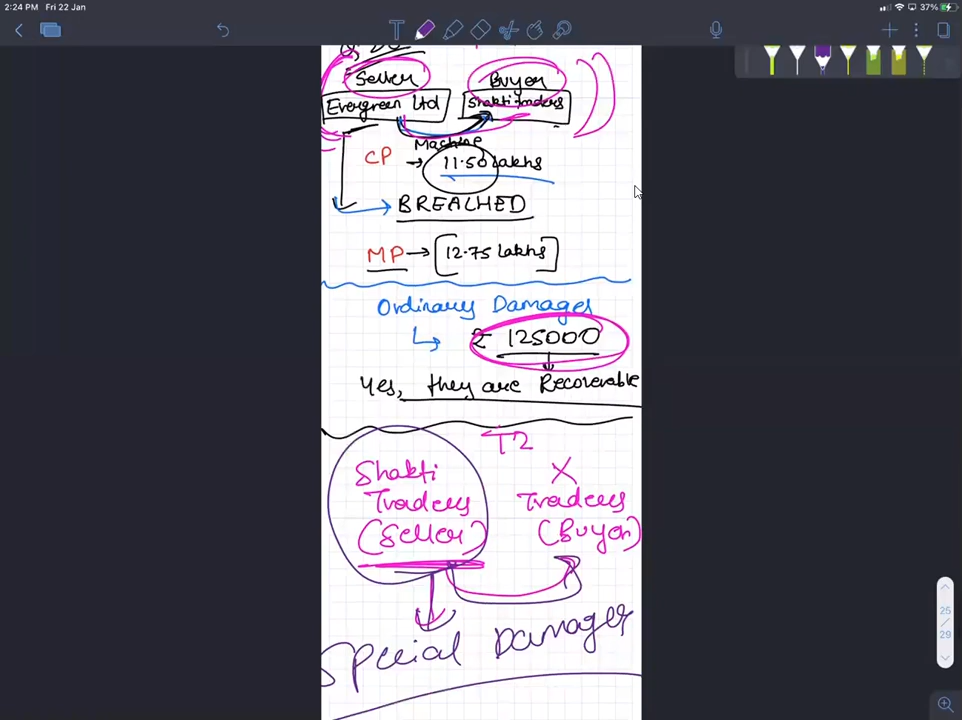 2:24 PM Fri 22 Jan
37%
Seller Buyer
Evergreen Ltd Shakti Traders
Machine
CP → 11.50 lakhs
BREACHED
MP → [12.75 lakhs]
Ordinary Damages
₹ 125000
Yes, they are Recoverable
T2
Shakti X
Traders Traders
(Seller) (Buyer)
Special Damages
25
/
29